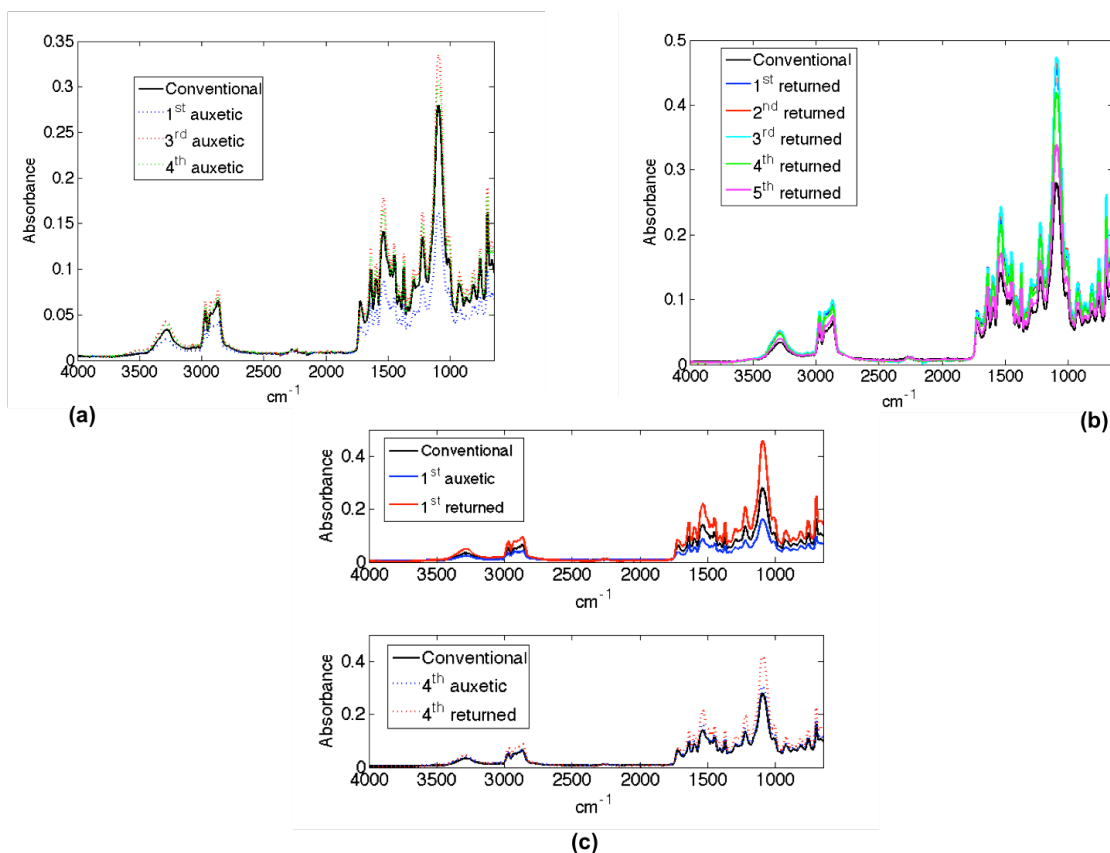 0.35
0.3
0.25
0.2
0.15
0.1
0.05
0
Absorbance
Conventional
1st auxetic
3rd auxetic
4th auxetic
4000 3500 3000 2500 2000 1500 1000
cm-1
(a)
0.5
0.4
0.3
0.2
0.1
0
Absorbance
Conventional
1st returned
2nd returned
3rd returned
4th returned
5th returned
4000 3500 3000 2500 2000 1500 1000
cm-1
(b)
0.4
0.2
0
Absorbance
Conventional
1st auxetic
1st returned
4000 3500 3000 2500 2000 1500 1000
cm-1
0.4
0.2
0
Absorbance
Conventional
4th auxetic
4th returned
4000 3500 3000 2500 2000 1500 1000
cm-1
(c)